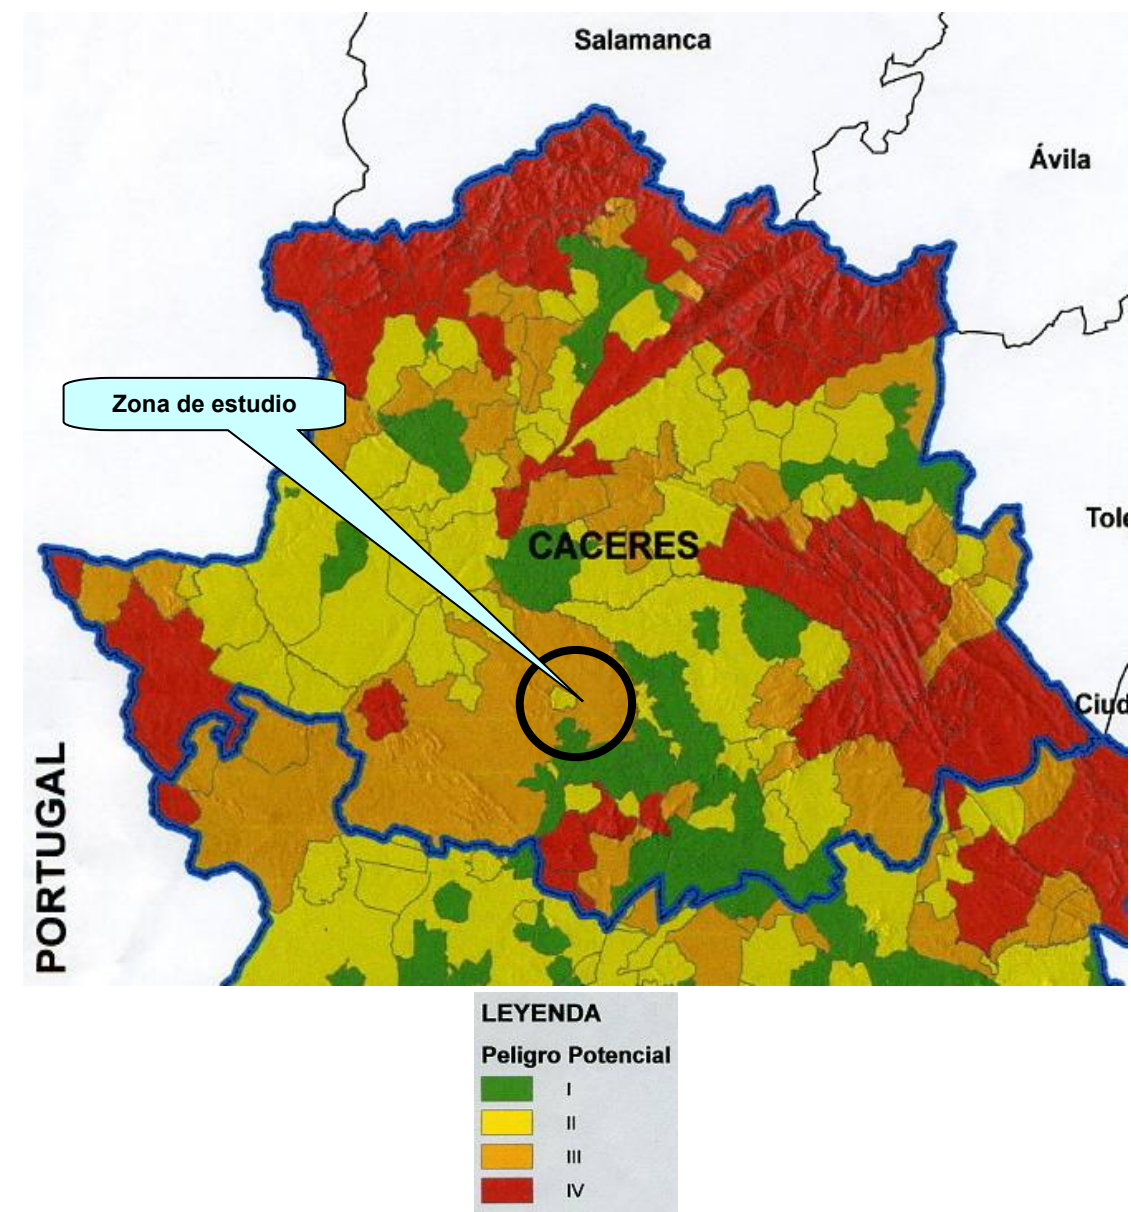 Salamanca
Ávila
Zona de estudio
Tole
CACERES
Ciud
PORTUGAL
LEYENDA
Peligro Potencial
I
II
III
IV